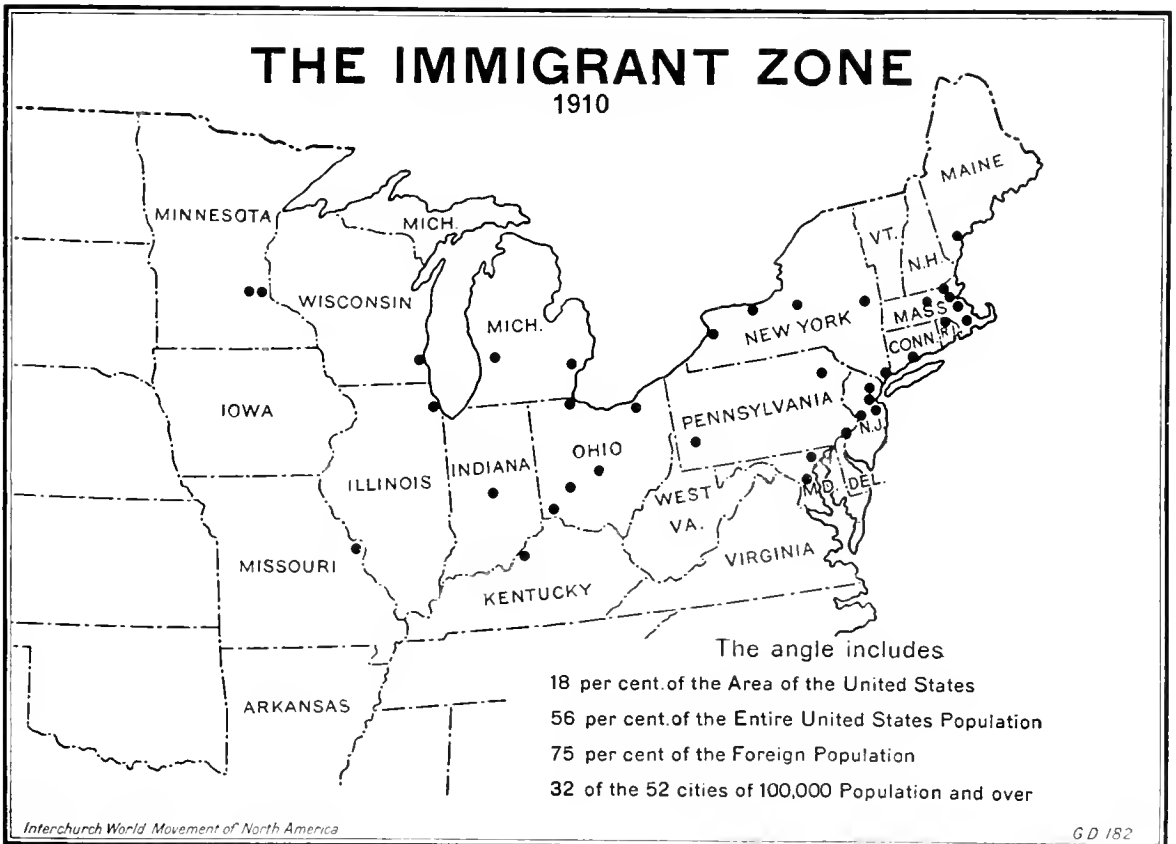 THE IMMIGRANT ZONE
1910
MAINE
MINNESOTA
MICH.
VT.
N.H.
WISCONSIN
MICH.
NEW YORK
MASS
CONN.
R.I.
IOWA
PENNSYLVANIA
N.J.
OHIO
INDIANA
ILLINOIS
M.D.
DEL.
WEST
VA.
VIRGINIA
MISSOURI
KENTUCKY
ARKANSAS
The angle includes
18 per cent. of the Area of the United States
56 per cent. of the Entire United States Population
75 per cent of the Foreign Population
32 of the 52 cities of 100,000 Population and over
Interchurch World Movement of North America
G D 182